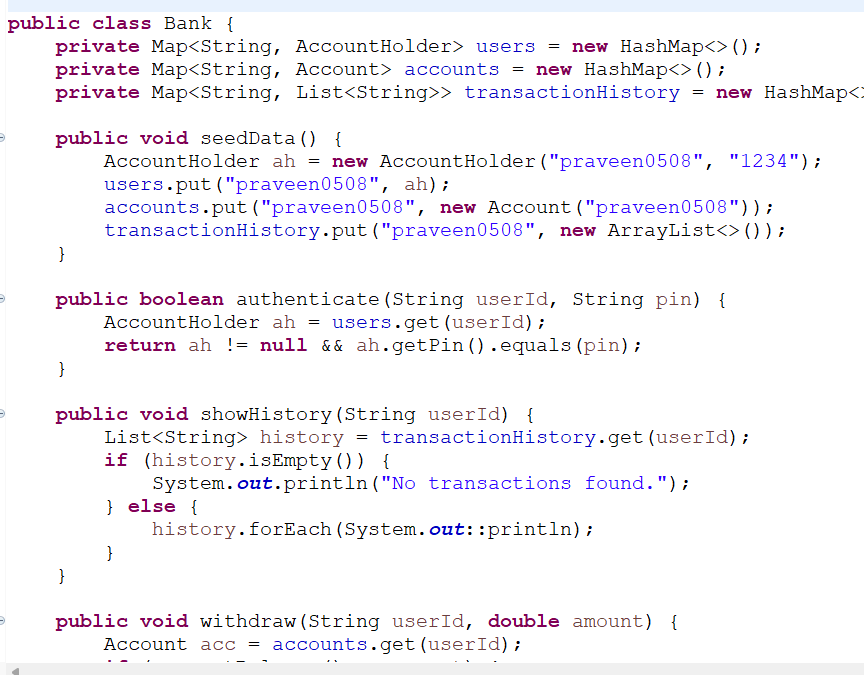 public class Bank {
    private Map<String, AccountHolder> users = new HashMap<>();
    private Map<String, Account> accounts = new HashMap<>();
    private Map<String, List<String>> transactionHistory = new HashMap<>

    public void seedData() {
        AccountHolder ah = new AccountHolder("praveen0508", "1234");
        users.put("praveen0508", ah);
        accounts.put("praveen0508", new Account("praveen0508"));
        transactionHistory.put("praveen0508", new ArrayList<>());
    }

    public boolean authenticate(String userId, String pin) {
        AccountHolder ah = users.get(userId);
        return ah != null && ah.getPin().equals(pin);
    }

    public void showHistory(String userId) {
        List<String> history = transactionHistory.get(userId);
        if (history.isEmpty()) {
            System.out.println("No transactions found.");
        } else {
            history.forEach(System.out::println);
        }
    }

    public void withdraw(String userId, double amount) {
        Account acc = accounts.get(userId);